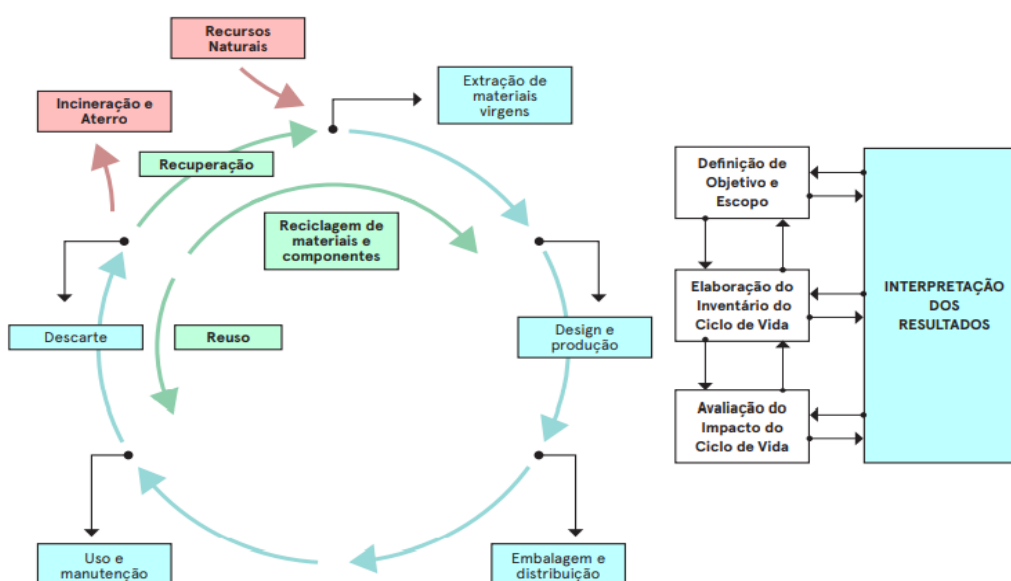 Recursos
Naturais
Extração de
materiais
virgens
Incineração e
Aterro
Recuperação
Reciclagem de
materiais e
componentes
Descarte
Reuso
Design e
produção
Uso e
manutenção
Embalagem e
distribuição
Definição de
Objetivo e
Escopo
Elaboração do
Inventário do
Ciclo de Vida
Avaliação do
Impacto do
Ciclo de Vida
INTERPRETAÇÃO
DOS
RESULTADOS